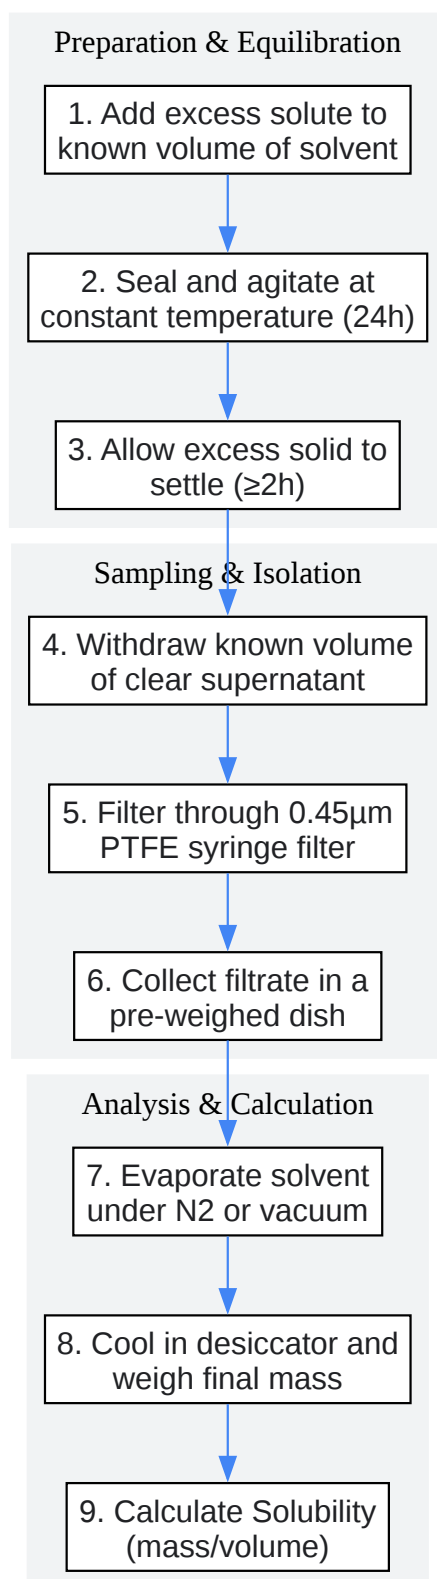 Preparation & Equilibration
1. Add excess solute to
known volume of solvent
2. Seal and agitate at
constant temperature (24h)
3. Allow excess solid to
settle (≥2h)
Sampling & Isolation
4. Withdraw known volume
of clear supernatant
5. Filter through 0.45µm
PTFE syringe filter
6. Collect filtrate in a
pre-weighed dish
Analysis & Calculation
7. Evaporate solvent
under N2 or vacuum
8. Cool in desiccator and
weigh final mass
9. Calculate Solubility
(mass/volume)